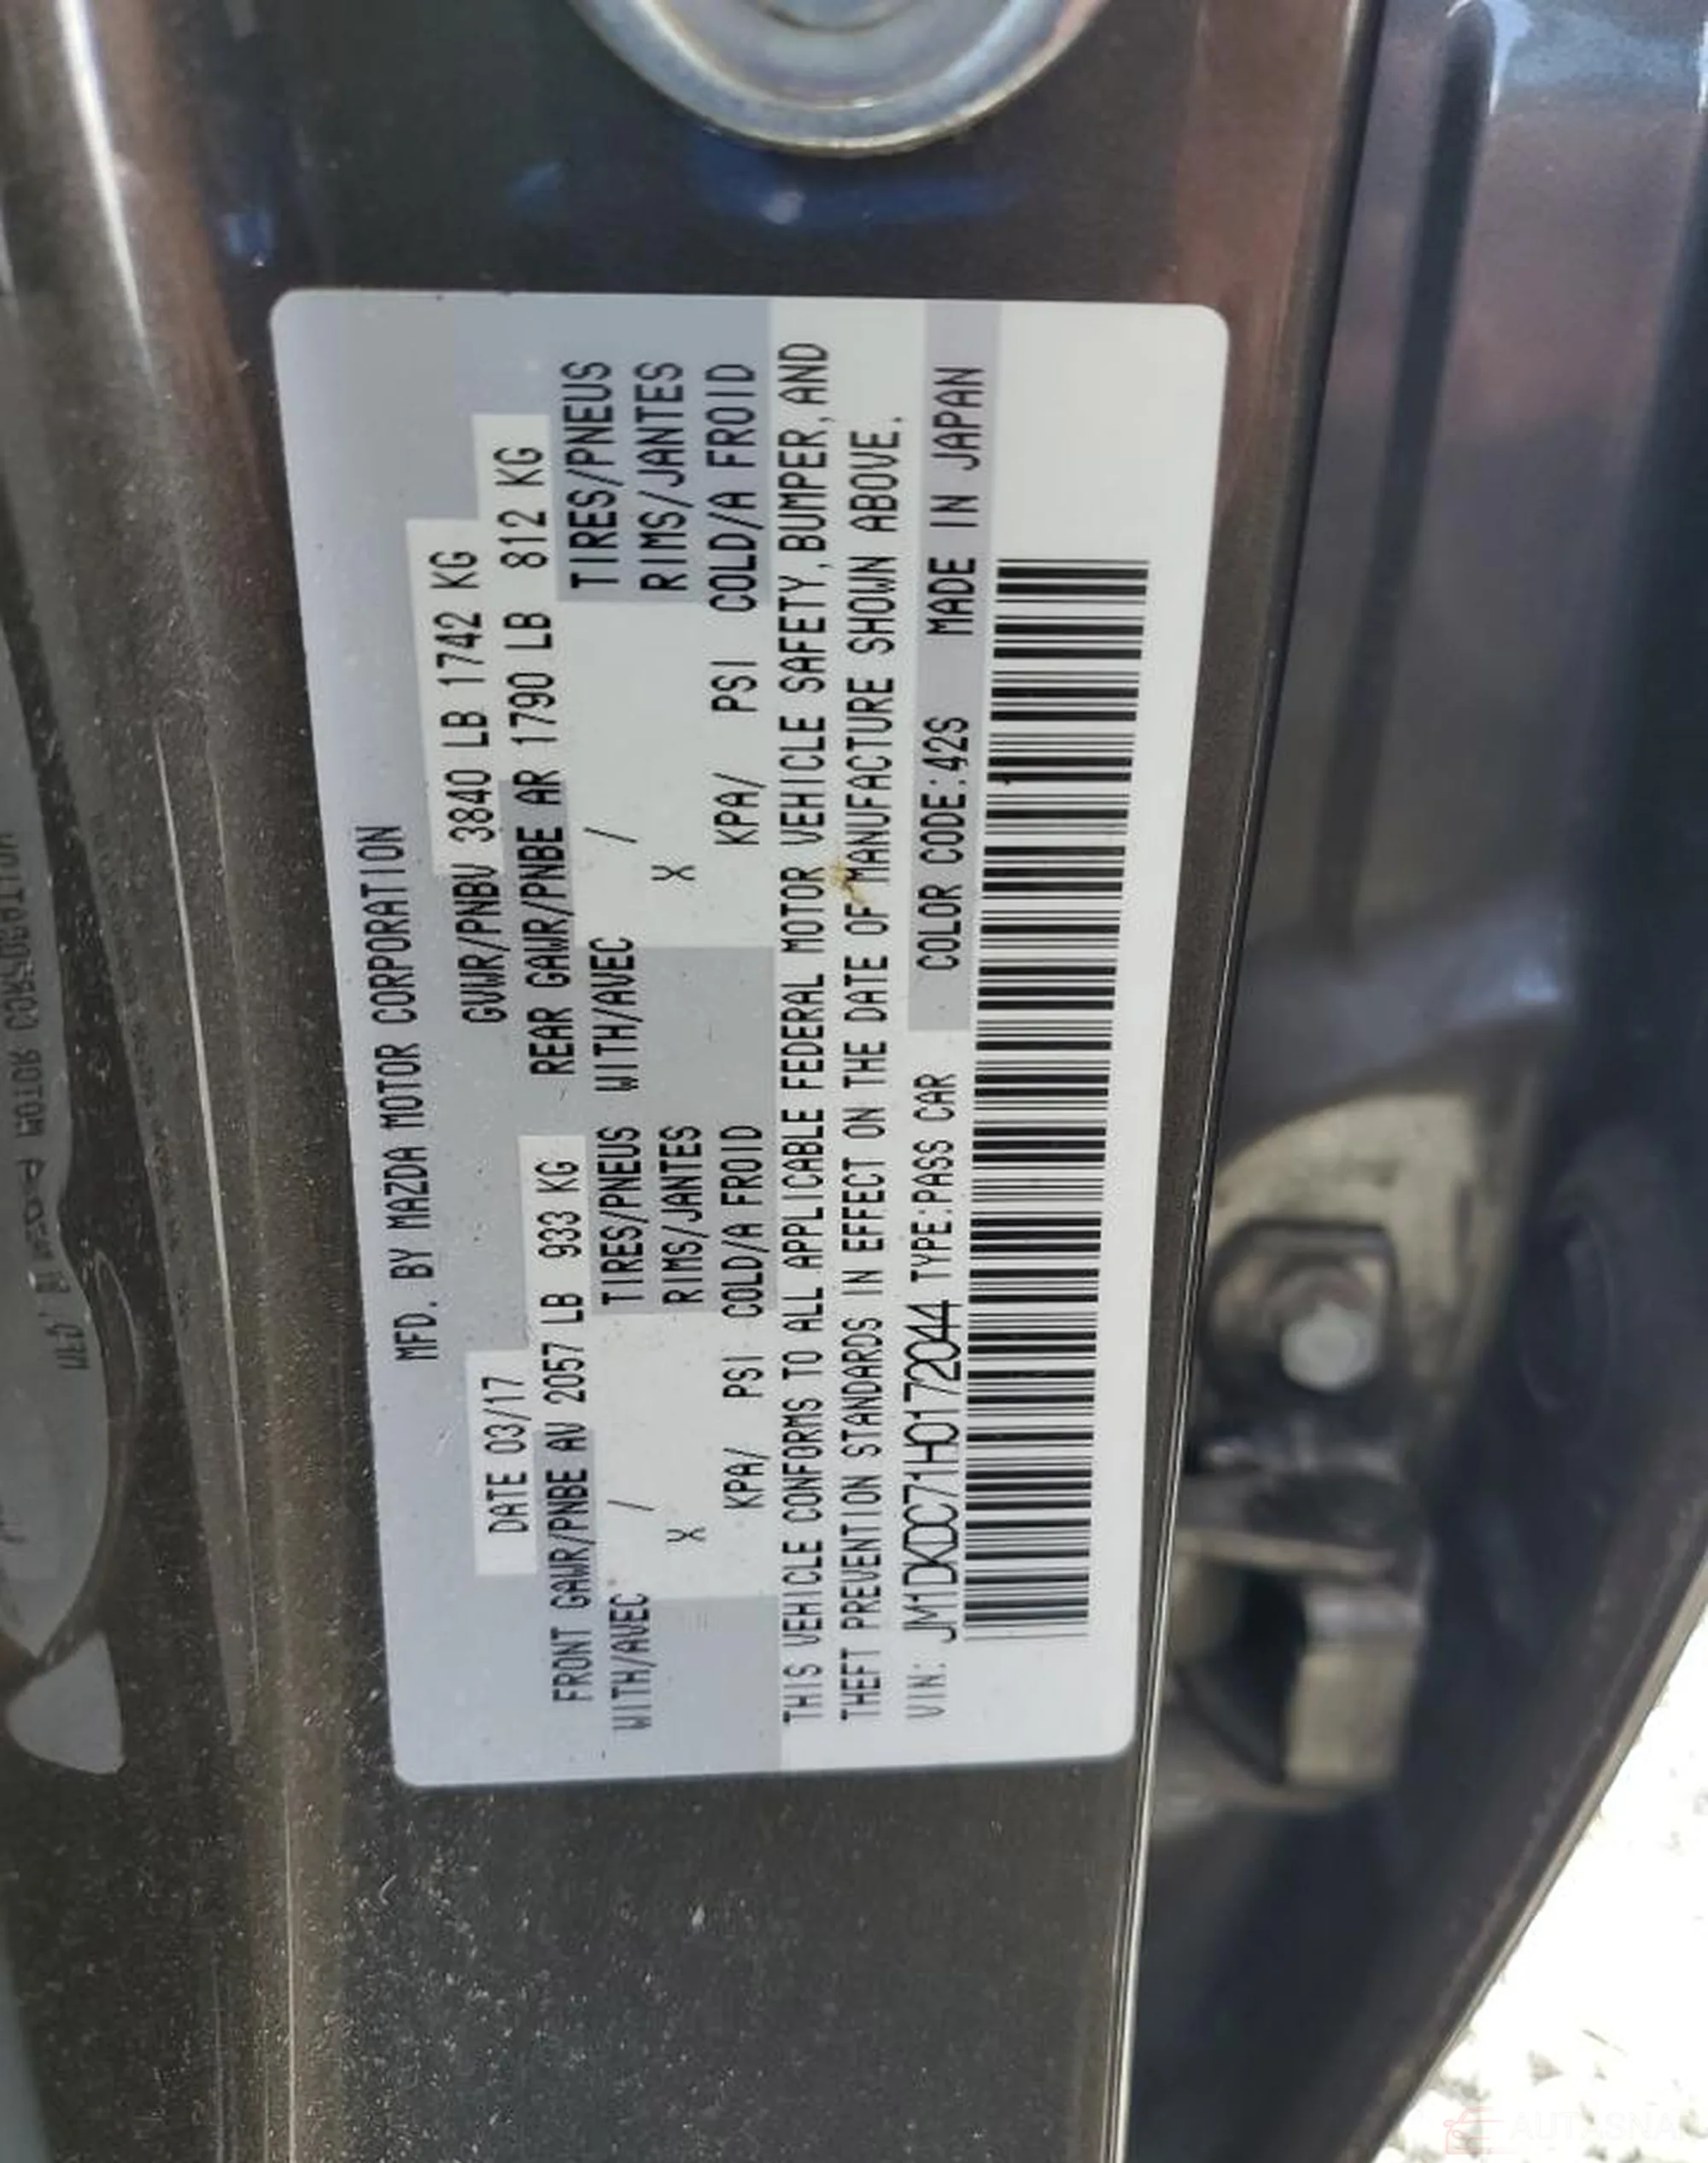 MFD. BY MAZDA MOTOR CORPORATION
DATE 03/17 GVWR/PNBV 3840 LB 1742 KG
FRONT GAWR/PNBE AV 2057 LB 933 KG REAR GAWR/PNBE AR 1790 LB 812 KG
WITH/AVEC / TIRES/PNEUS WITH/AVEC / TIRES/PNEUS
X RIMS/JANTES X RIMS/JANTES
KPA/ PSI COLD/A FROID KPA/ PSI COLD/A FROID
THIS VEHICLE CONFORMS TO ALL APPLICABLE FEDERAL MOTOR VEHICLE SAFETY, BUMPER, AND
THEFT PREVENTION STANDARDS IN EFFECT ON THE DATE OF MANUFACTURE SHOWN ABOVE.
VIN: JM1DKDC71H0172044 TYPE:PASS CAR COLOR CODE:42S MADE IN JAPAN